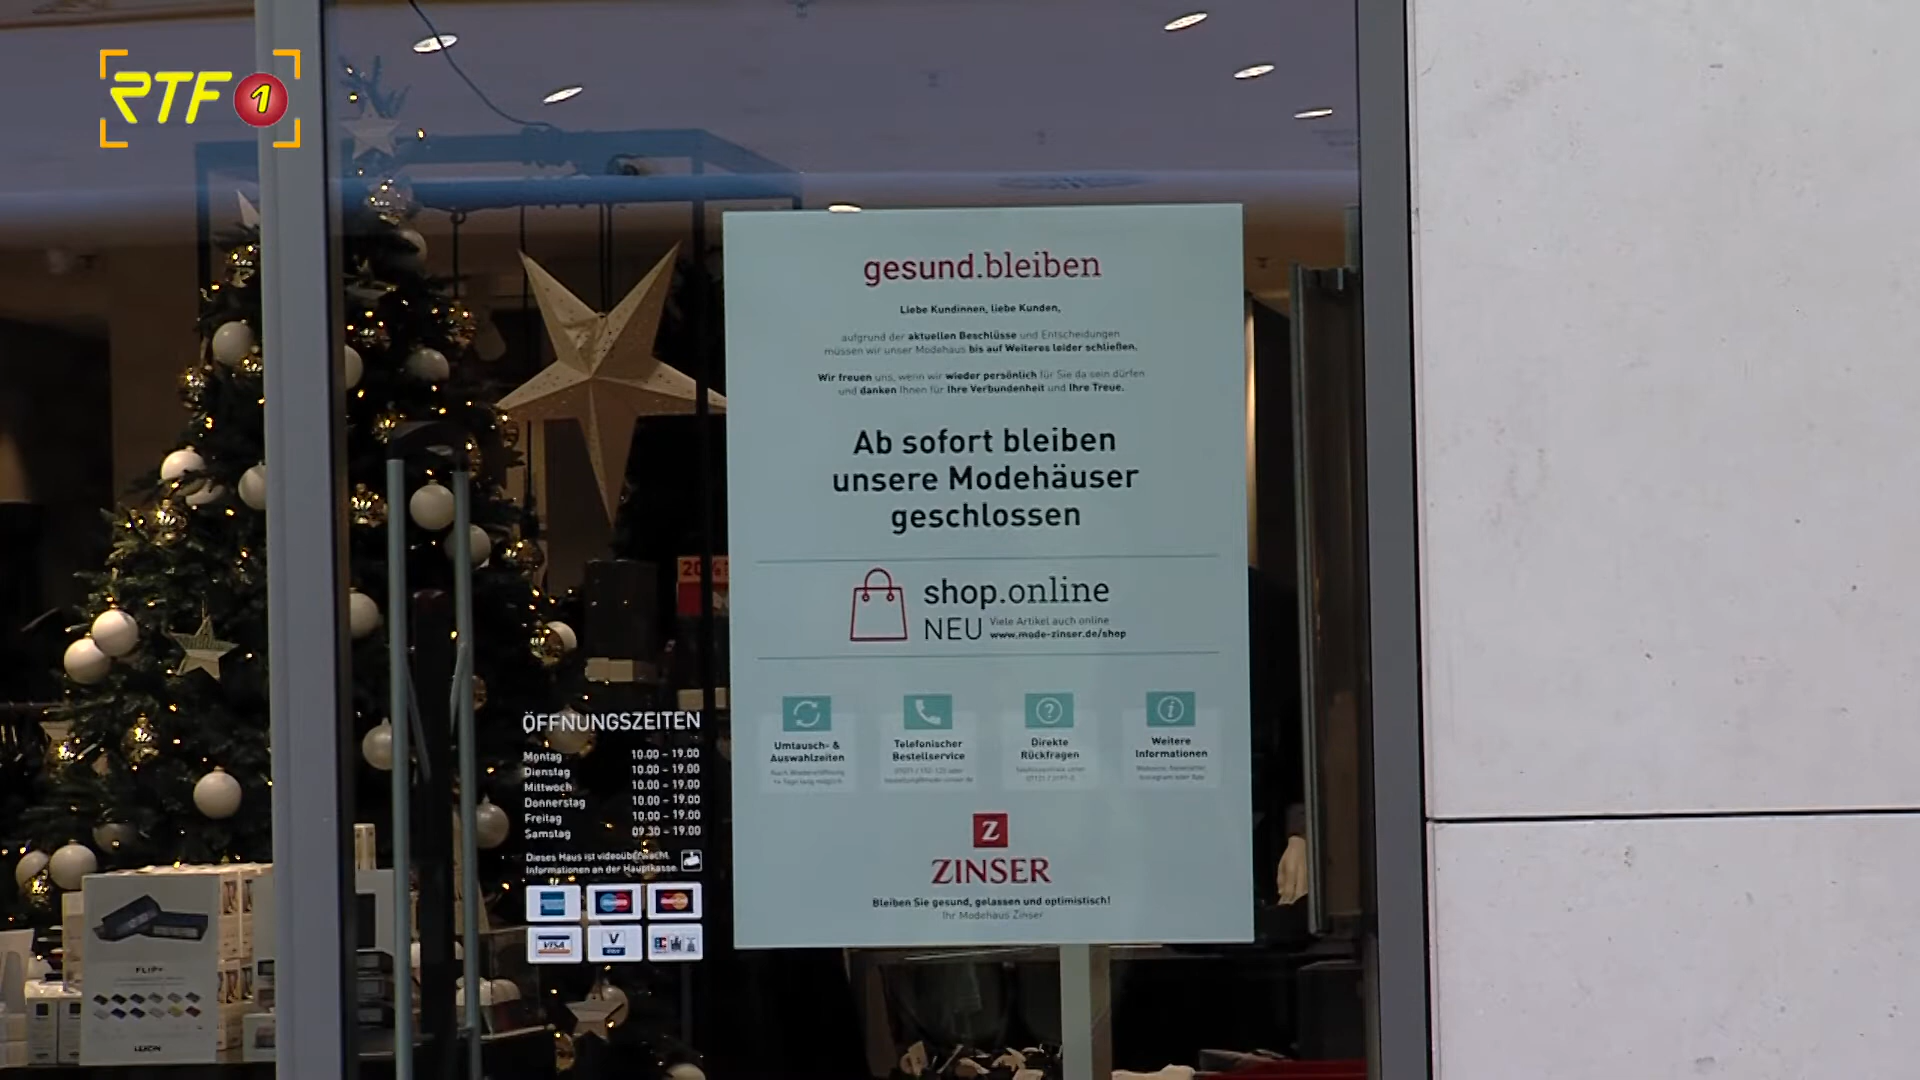 RTF 1
gesund.bleiben
Liebe Kundinnen, liebe Kunden,
aufgrund der aktuellen Beschlüsse und Entscheidungen
müssen wir unser Modehaus bis auf Weiteres leider schließen.
Wir freuen uns, wenn wir wieder persönlich für Sie da sein dürfen
und danken Ihnen für Ihre Verbundenheit und Ihre Treue.
Ab sofort bleiben
unsere Modehäuser
geschlossen
shop.online
NEU Viele Artikel auch online
www.mode-zinser.de/shop
Umtausch- &
Auswahlzeiten
Telefonischer
Bestellservice
Direkte
Rückfragen
Weitere
Informationen
Z
ZINSER
Bleiben Sie gesund, gelassen und optimistisch!
Ihr Modehaus Zinser
ÖFFNUNGSZEITEN
Montag 10.00 - 19.00
Dienstag 10.00 - 19.00
Mittwoch 10.00 - 19.00
Donnerstag 10.00 - 19.00
Freitag 10.00 - 19.00
Samstag 09.30 - 19.00
Dieses Haus ist videoüberwacht.
Informationen an der Hauptkasse.
VISA
V
EC
FLIP+
LEXON